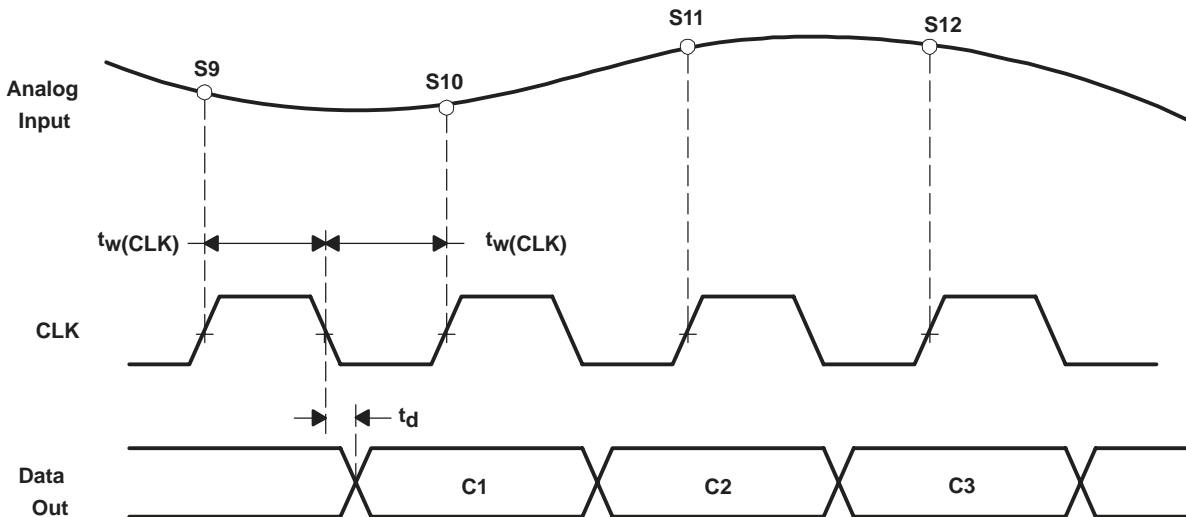 S11
S12
S9
S10
Analog
Input
tw(CLK)
tw(CLK)
CLK
td
Data
Out
C1
C2
C3